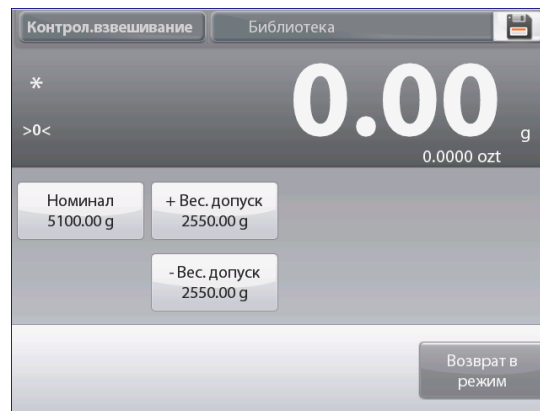 Контрол.взвешивание
Библиотека
*
0.00
>0<
g
0.0000 ozt
Номинал
5100.00 g
+ Вес. допуск
2550.00 g
- Вес. допуск
2550.00 g
Возврат в
режим